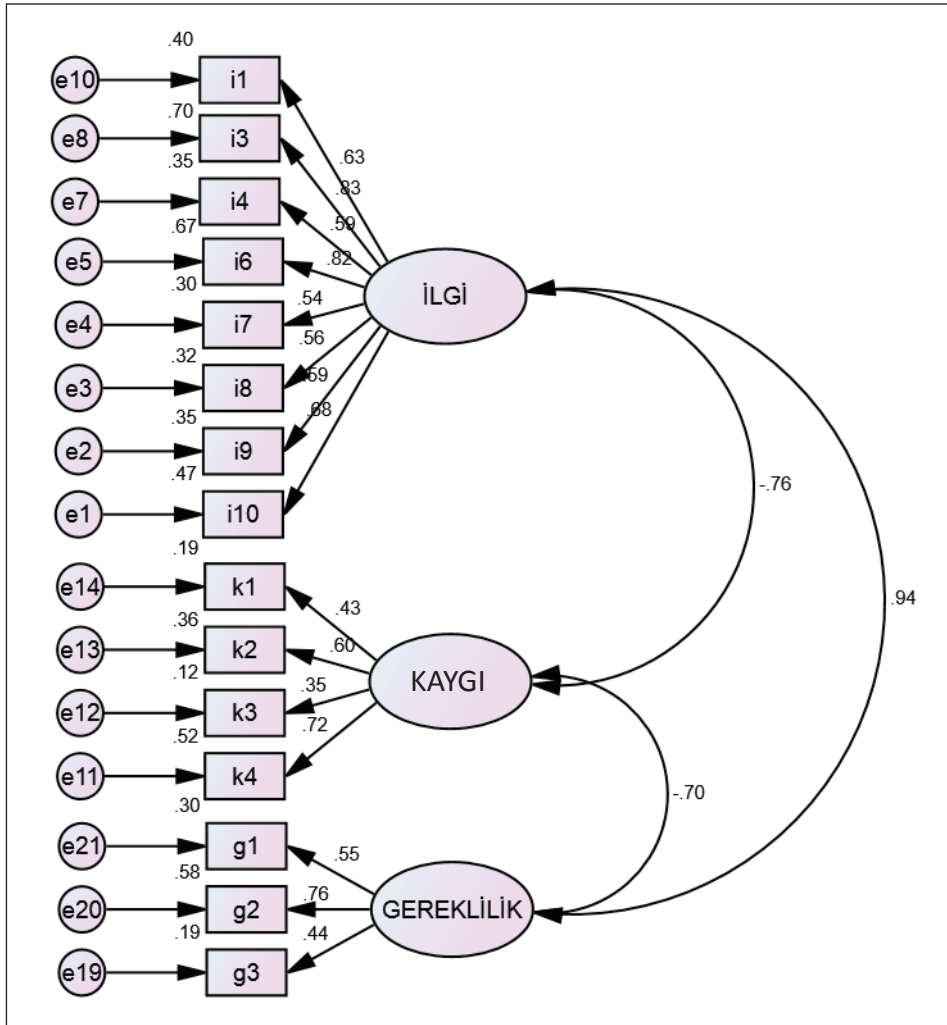 .40
e10 i1
.70
e8 i3
.63
.35
.83
e7 i4
.59
.67
e5 i6
.82
İLGİ
.30
.54
e4 i7
.56
.32
e3 i8
.59
.35
.68
e2 i9
.47
-.76
e1 i10
.19
e14 k1
.43
.94
.36
e13 k2
.60
.12
KAYGI
.35
e12 k3
.72
.52
e11 k4
.30
-.70
e21 g1
.55
.58
.76
e20 g2
GEREKLİLİK
.19
.44
e19 g3